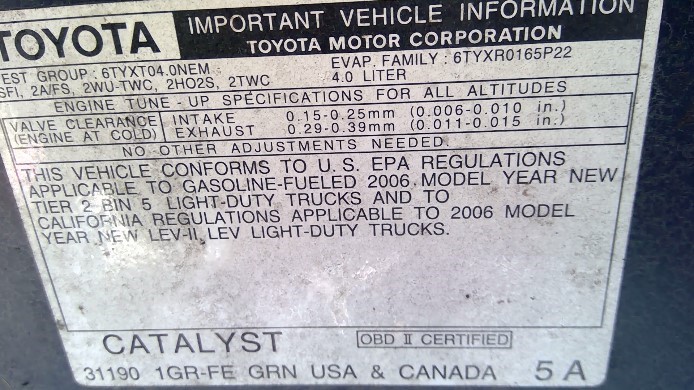 TOYOTA
IMPORTANT VEHICLE INFORMATION
TOYOTA MOTOR CORPORATION
EST GROUP : 6TYXT04.0NEM EVAP. FAMILY : 6TYXR0165P22
SFI, 2A/FS, 2WU-TWC, 2HO2S, 2TWC 4.0 LITER
ENGINE TUNE - UP SPECIFICATIONS FOR ALL ALTITUDES
VALVE CLEARANCE INTAKE 0.15-0.25mm (0.006-0.010 in.)
(ENGINE AT COLD) EXHAUST 0.29-0.39mm (0.011-0.015 in.)
NO OTHER ADJUSTMENTS NEEDED.
THIS VEHICLE CONFORMS TO U.S. EPA REGULATIONS
APPLICABLE TO GASOLINE-FUELED 2006 MODEL YEAR NEW
TIER 2 BIN 5 LIGHT-DUTY TRUCKS AND TO
CALIFORNIA REGULATIONS APPLICABLE TO 2006 MODEL
YEAR NEW LEV-II, LEV LIGHT-DUTY TRUCKS.
CATALYST OBD II CERTIFIED
31190 1GR-FE GRN USA & CANADA 5A